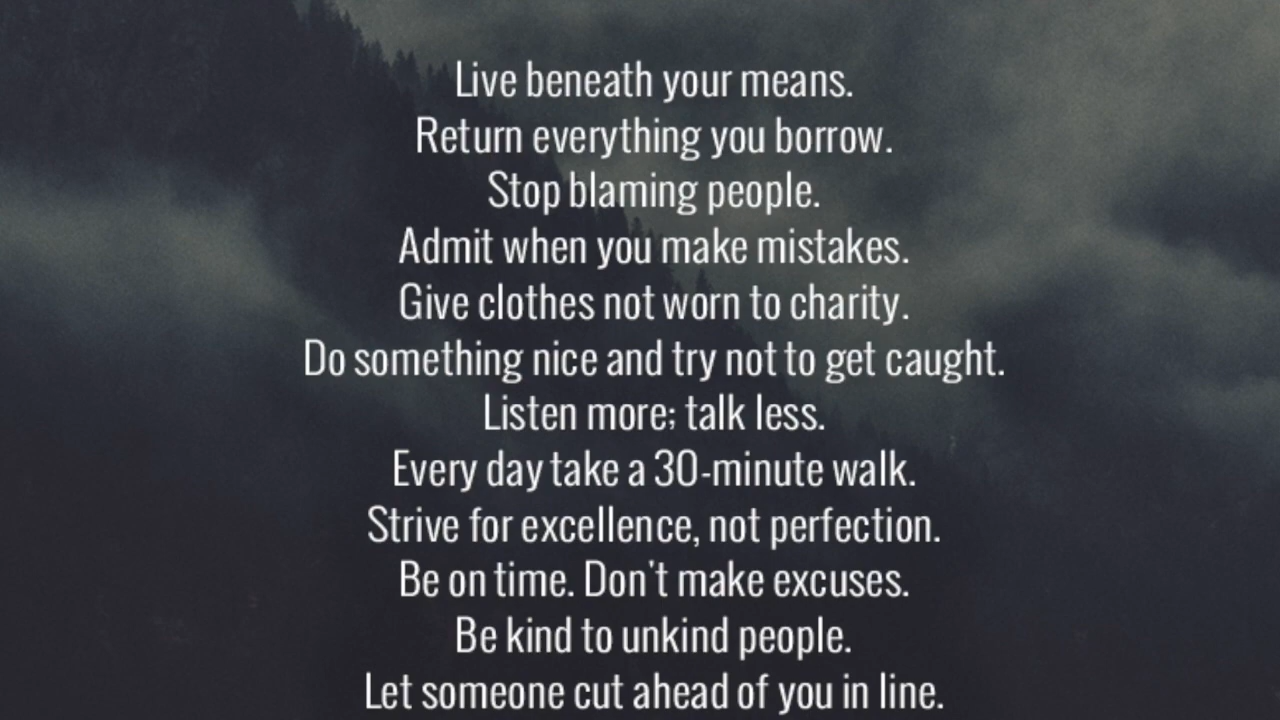 Live beneath your means.
Return everything you borrow.
Stop blaming people.
Admit when you make mistakes.
Give clothes not worn to charity.
Do something nice and try not to get caught.
Listen more; talk less.
Every day take a 30-minute walk.
Strive for excellence, not perfection.
Be on time. Don't make excuses.
Be kind to unkind people.
Let someone cut ahead of you in line.